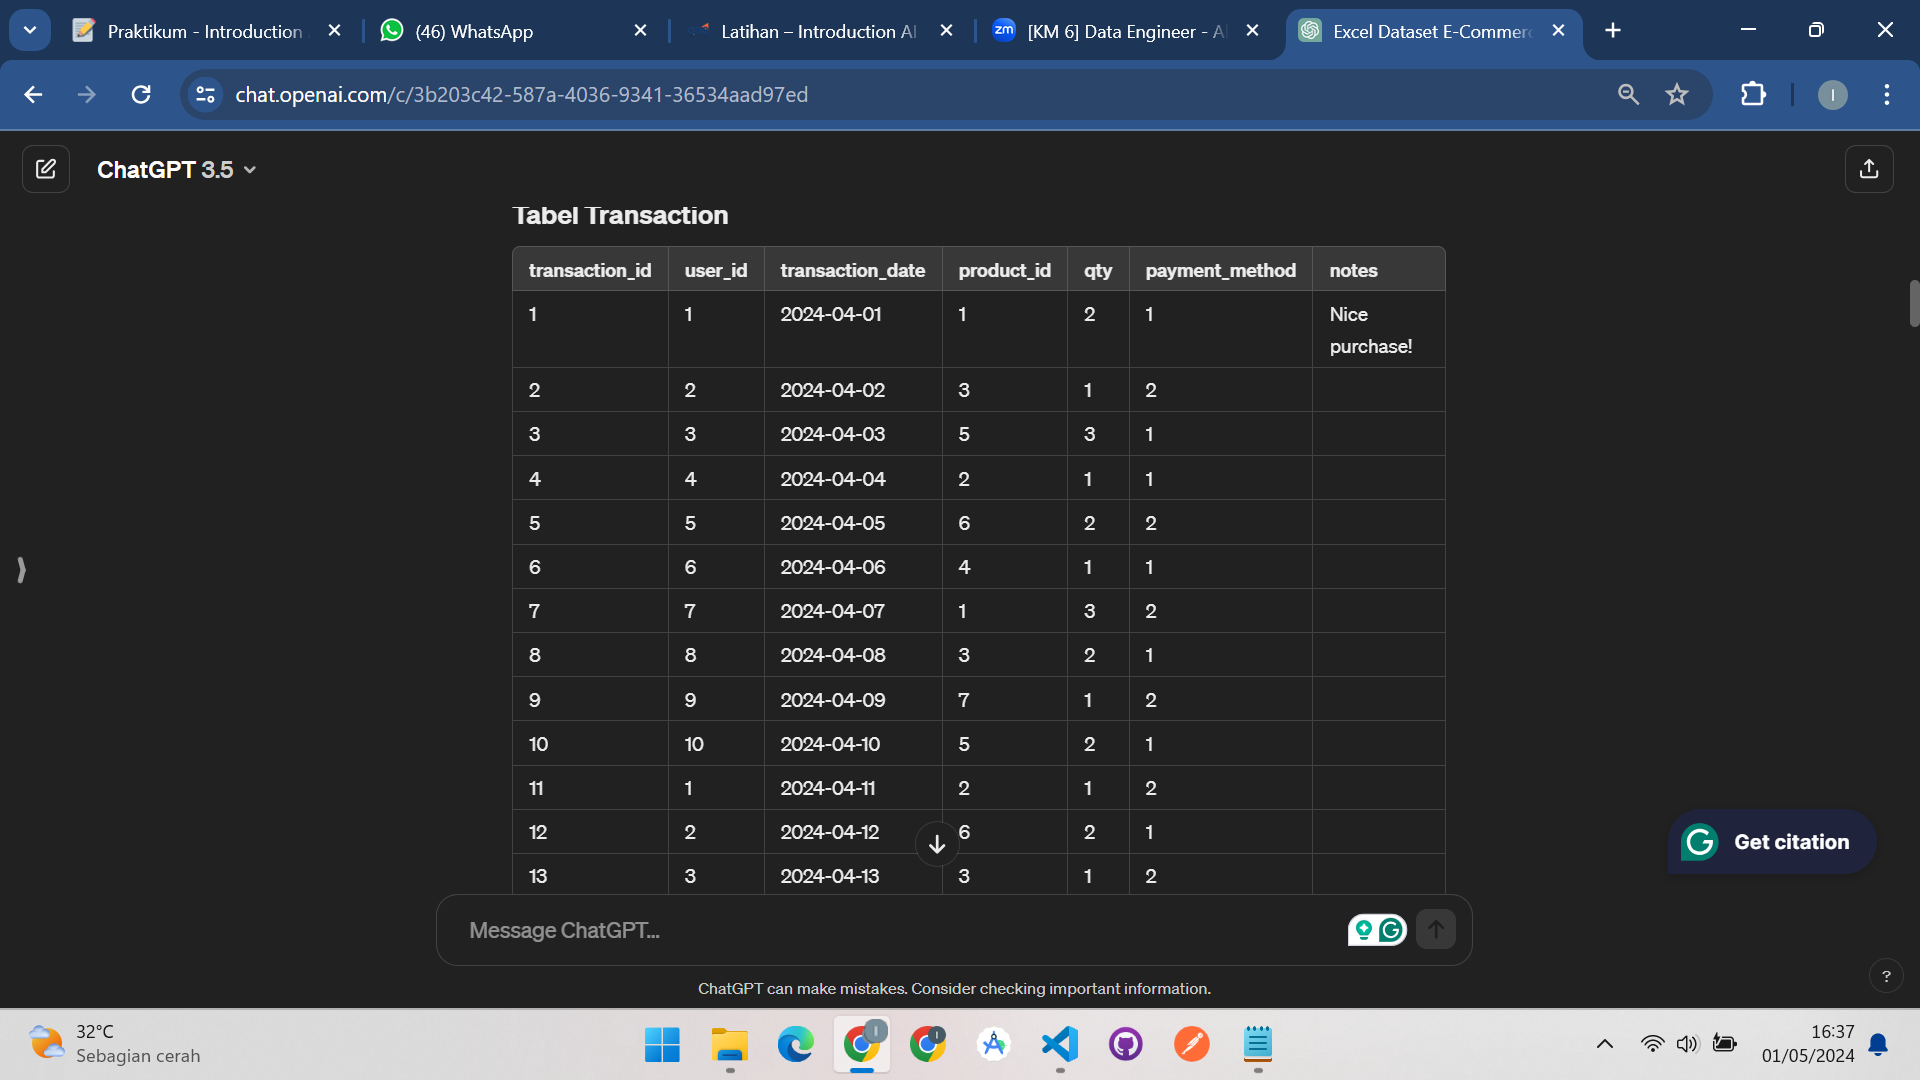 Praktikum - Introduction
(46) WhatsApp
Latihan – Introduction AI
zm [KM 6] Data Engineer - A
Excel Dataset E-Commerc
chat.openai.com/c/3b203c42-587a-4036-9341-36534aad97ed
I
ChatGPT 3.5
Tabel Transaction
transaction_id user_id transaction_date product_id qty payment_method notes
1 1 2024-04-01 1 2 1 Nice
purchase!
2 2 2024-04-02 3 1 2
3 3 2024-04-03 5 3 1
4 4 2024-04-04 2 1 1
5 5 2024-04-05 6 2 2
6 6 2024-04-06 4 1 1
7 7 2024-04-07 1 3 2
8 8 2024-04-08 3 2 1
9 9 2024-04-09 7 1 2
10 10 2024-04-10 5 2 1
11 1 2024-04-11 2 1 2
12 2 2024-04-12 6 2 1
13 3 2024-04-13 3 1 2
Get citation
Message ChatGPT...
ChatGPT can make mistakes. Consider checking important information.
?
32°C
Sebagian cerah
16:37
01/05/2024